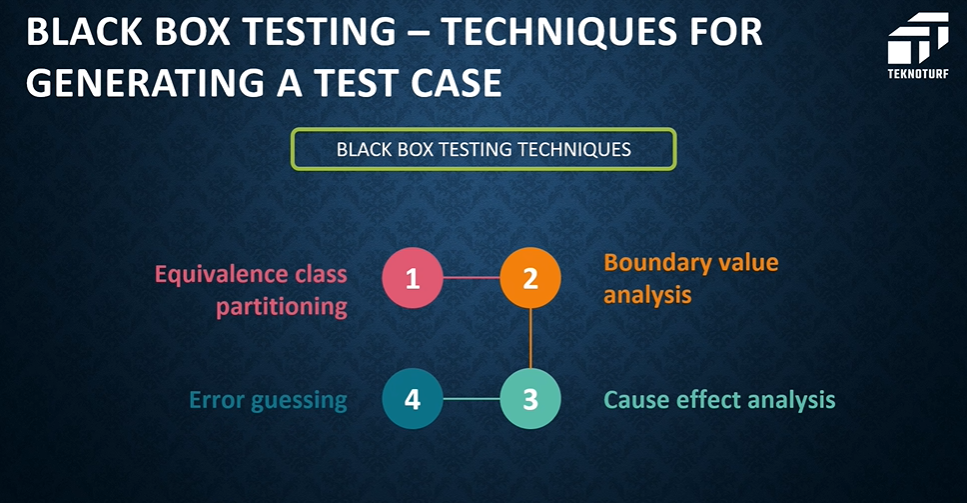 BLACK BOX TESTING – TECHNIQUES FOR
GENERATING A TEST CASE
TEKNOTURF
BLACK BOX TESTING TECHNIQUES
Equivalence class
partitioning
1
2
Boundary value
analysis
Error guessing
4
3
Cause effect analysis